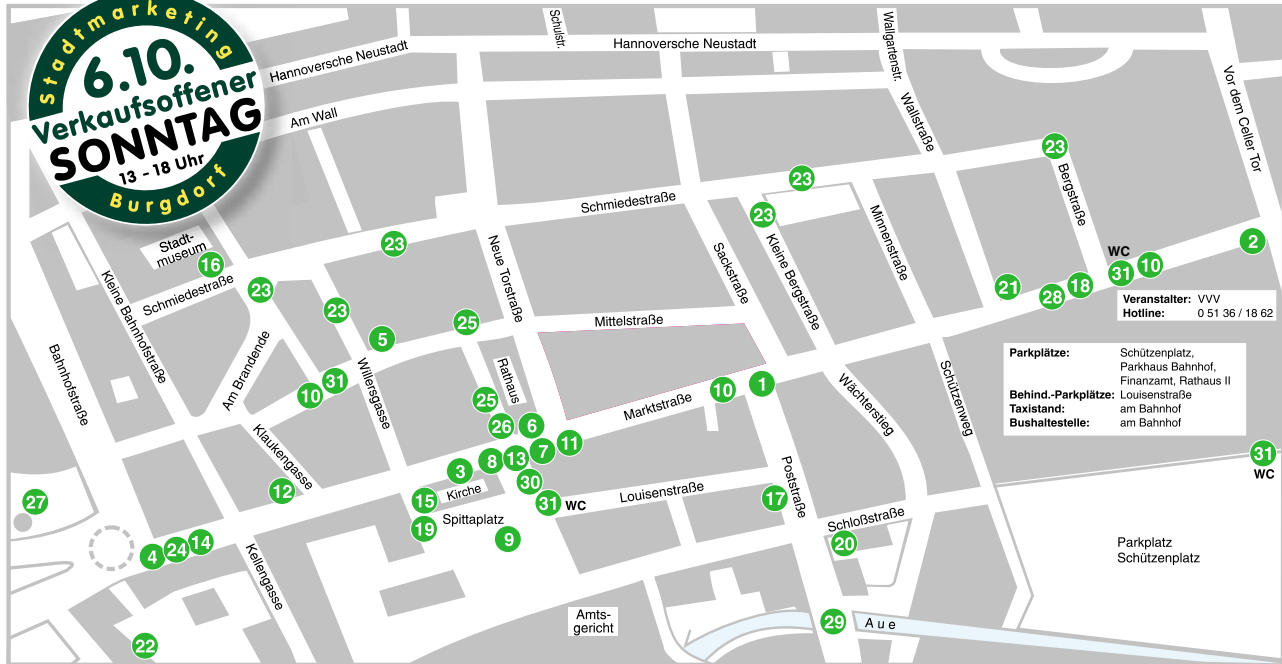 Stadtmarketing
6.10.
Verkaufsoffener
SONNTAG
13 - 18 Uhr
Burgdorf
Schulstr.
Wallgartenstr.
Hannoversche Neustadt
Hannoversche Neustadt
Vor dem Celler Tor
Am Wall
Wallstraße
23
23
Bergstraße
Schmiedestraße
23
Minnenstraße
Stadt-
museum
16
23
Neue Torstraße
Sackstraße
Kleine Bergstraße
2
WC
31
10
Kleine Bahnhofstraße
Schmiedestraße
23
23
21
28
18
Veranstalter: VVV
Hotline: 0 51 36 / 18 62
25
Mittelstraße
5
Bahnhofstraße
Am Brandende
Willersgasse
Rathaus
Parkplätze: Schützenplatz,
Parkhaus Bahnhof,
Finanzamt, Rathaus II
Behind.-Parkplätze: Louisenstraße
Taxistand: am Bahnhof
Bushaltestelle: am Bahnhof
10
31
25
Marktstraße
10
1
Wächterstieg
Schützenweg
Klaukengasse
26
6
7
11
3
8
13
31
WC
27
12
15
Kirche
30
31
WC
Louisenstraße
17
Poststraße
19
Spittaplatz
9
Schloßstraße
20
4
24
14
Kellengasse
Parkplatz
Schützenplatz
22
Amts-
gericht
29
Aue